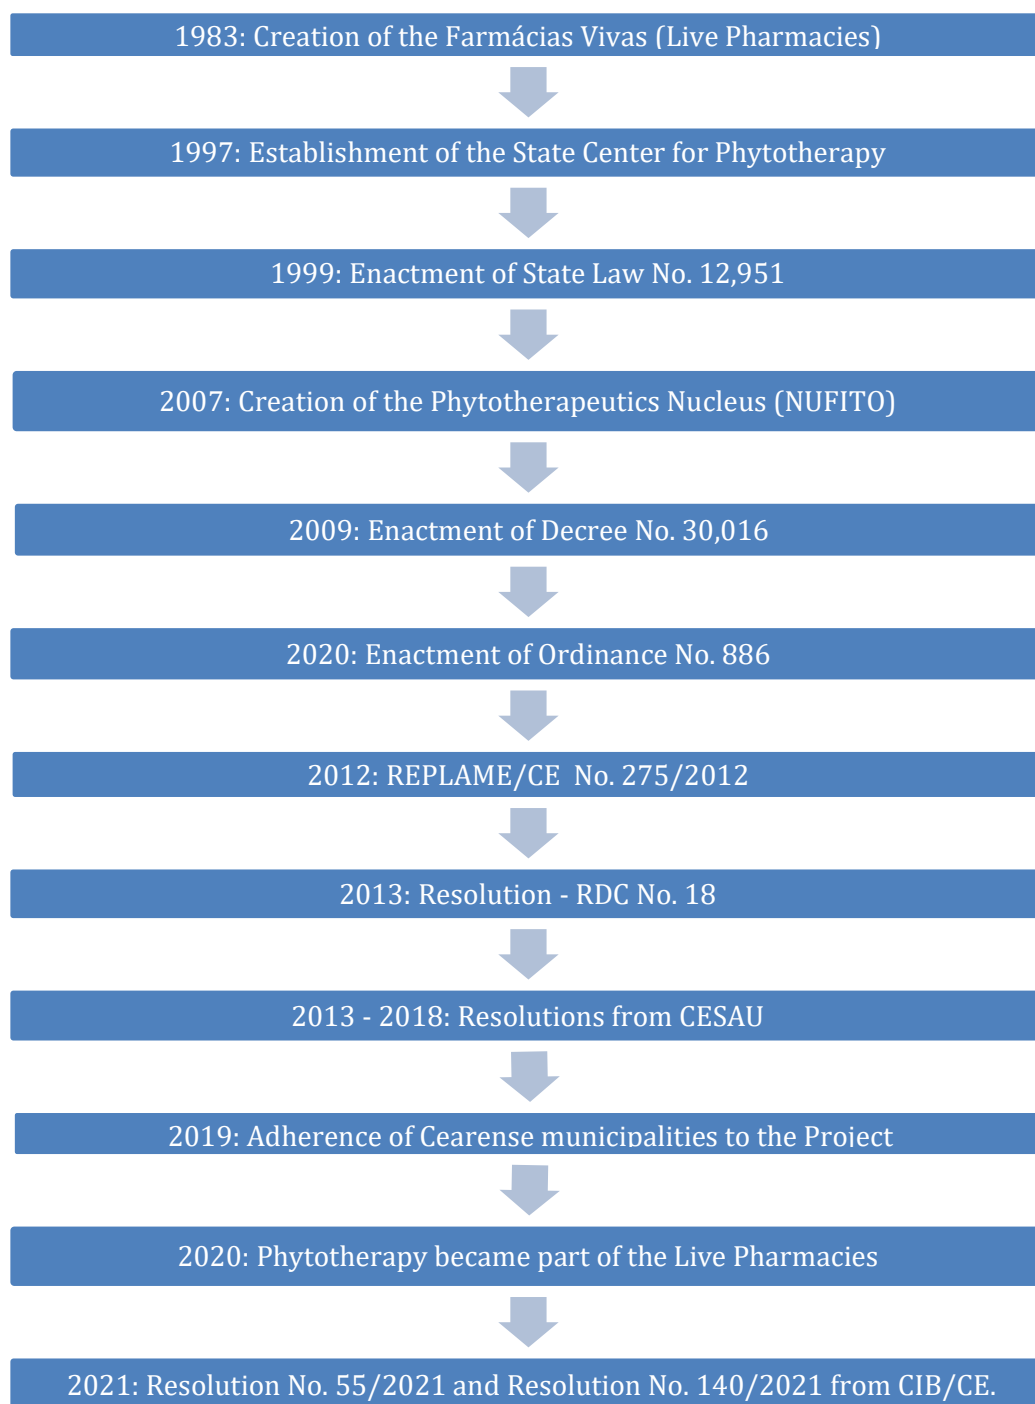 1983: Creation of the Farmácias Vivas (Live Pharmacies)
1997: Establishment of the State Center for Phytotherapy
1999: Enactment of State Law No. 12,951
2007: Creation of the Phytotherapeutics Nucleus (NUFITO)
2009: Enactment of Decree No. 30,016
2020: Enactment of Ordinance No. 886
2012: REPLAME/CE No. 275/2012
2013: Resolution - RDC No. 18
2013 - 2018: Resolutions from CESAU
2019: Adherence of Cearense municipalities to the Project
2020: Phytotherapy became part of the Live Pharmacies
2021: Resolution No. 55/2021 and Resolution No. 140/2021 from CIB/CE.